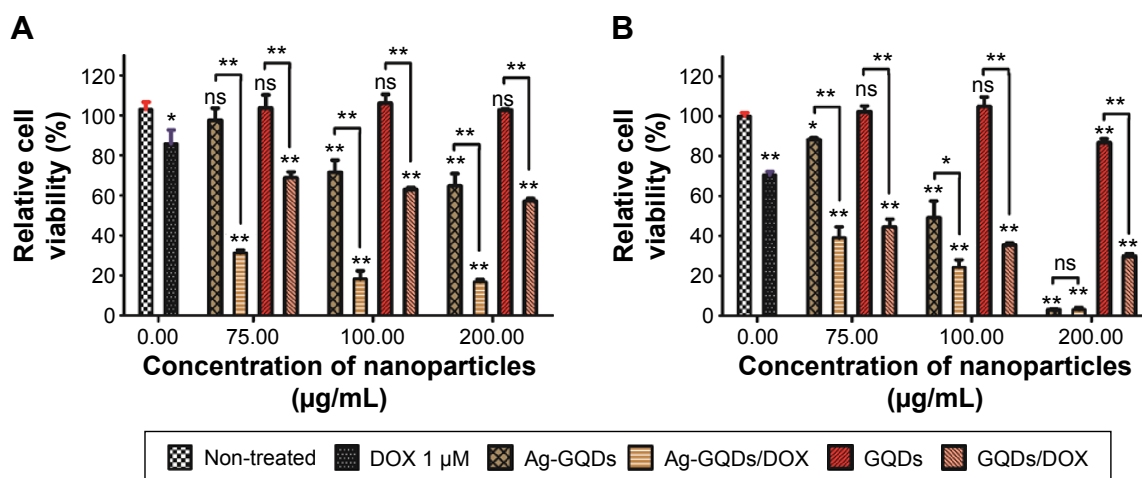 A
Relative cell
viability (%)
120
100
80
60
40
20
0
*
ns
**
**
ns
**
**
**
**
**
ns
**
**
**
**
**
ns
**
**
0.00
75.00
100.00
200.00
Concentration of nanoparticles
(µg/mL)
B
Relative cell
viability (%)
120
100
80
60
40
20
0
**
*
**
**
ns
**
**
**
*
**
ns
**
**
**
ns
**
**
**
**
0.00
75.00
100.00
200.00
Concentration of nanoparticles
(µg/mL)
Non-treated DOX 1 µM Ag-GQDs Ag-GQDs/DOX GQDs GQDs/DOX